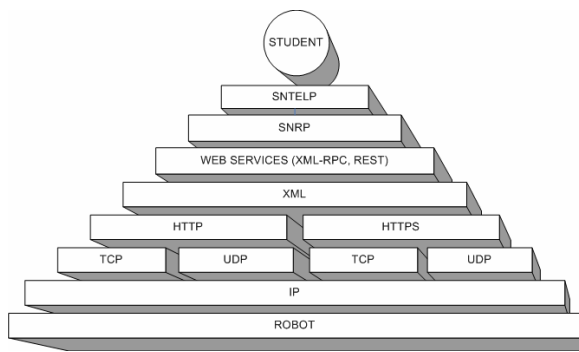 STUDENT
SNTELP
SNRP
WEB SERVICES (XML-RPC, REST)
XML
HTTP HTTPS
TCP UDP TCP UDP
IP
ROBOT